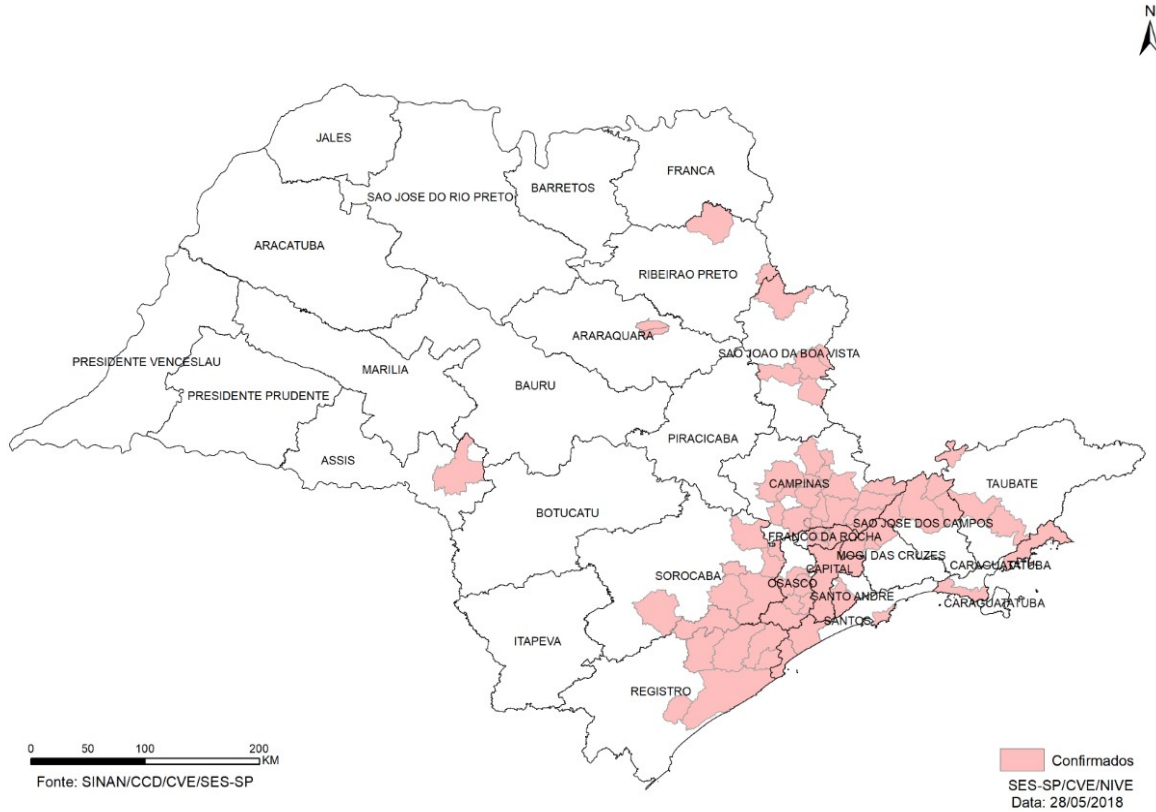 N
JALES
FRANCA
BARRETOS
SAO JOSE DO RIO PRETO
ARACATUBA
RIBEIRAO PRETO
ARARAQUARA
SAO JOAO DA BOA VISTA
PRESIDENTE VENCESLAU
MARILIA
BAURU
PRESIDENTE PRUDENTE
PIRACICABA
ASSIS
CAMPINAS
TAUBATE
BOTUCATU
SAO JOSE DOS CAMPOS
FRANCO DA ROCHA
MOGI DAS CRUZES
CARAGUATATUBA
CAPITAL
SOROCABA
OSASCO
SANTO ANDRE
CARAGUATATUBA
SANTOS
ITAPEVA
REGISTRO
0 50 100 200
KM
Fonte: SINAN/CCD/CVE/SES-SP
Confirmados
SES-SP/CVE/NIVE
Data: 28/05/2018